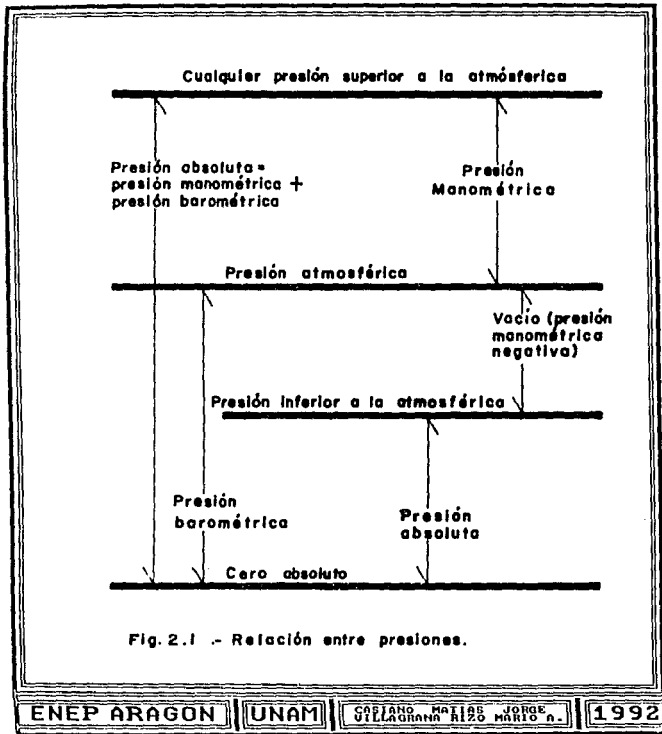 Cualquier presión superior a la atmósferica
Presión absoluta=
presión manométrica +
presión barométrica
Presión
Manométrica
Presión atmosférica
Vacío (presión
manométrica
negativa)
Presión inferior a la atmosférica
Presión
barométrica
Presión
absoluta
Cero absoluto
Fig. 2.1 .- Relación entre presiones.
ENEP ARAGON
UNAM
CASIANO MATIAS JORGE
VILLAGRANA RIZO MARIO A.
1992